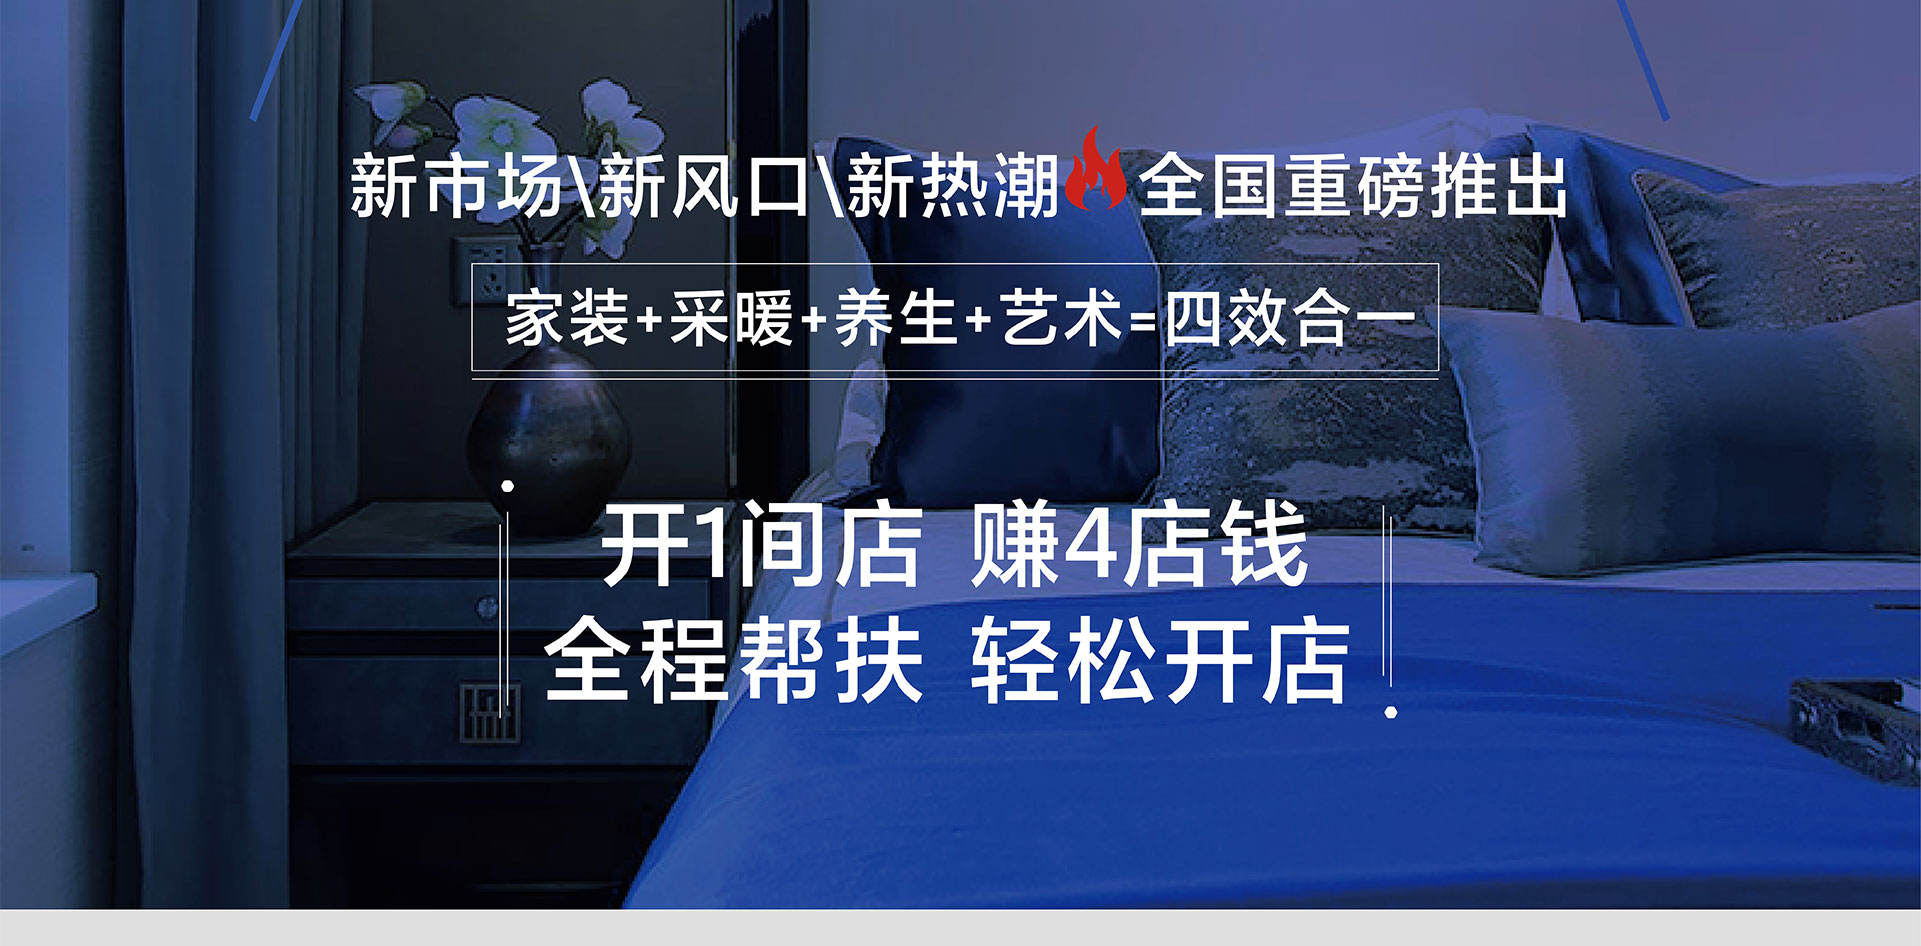 新市场\新风口\新热潮全国重磅推出
家装+采暖+养生+艺术=四效合一
开1间店 赚4店钱
全程帮扶 轻松开店